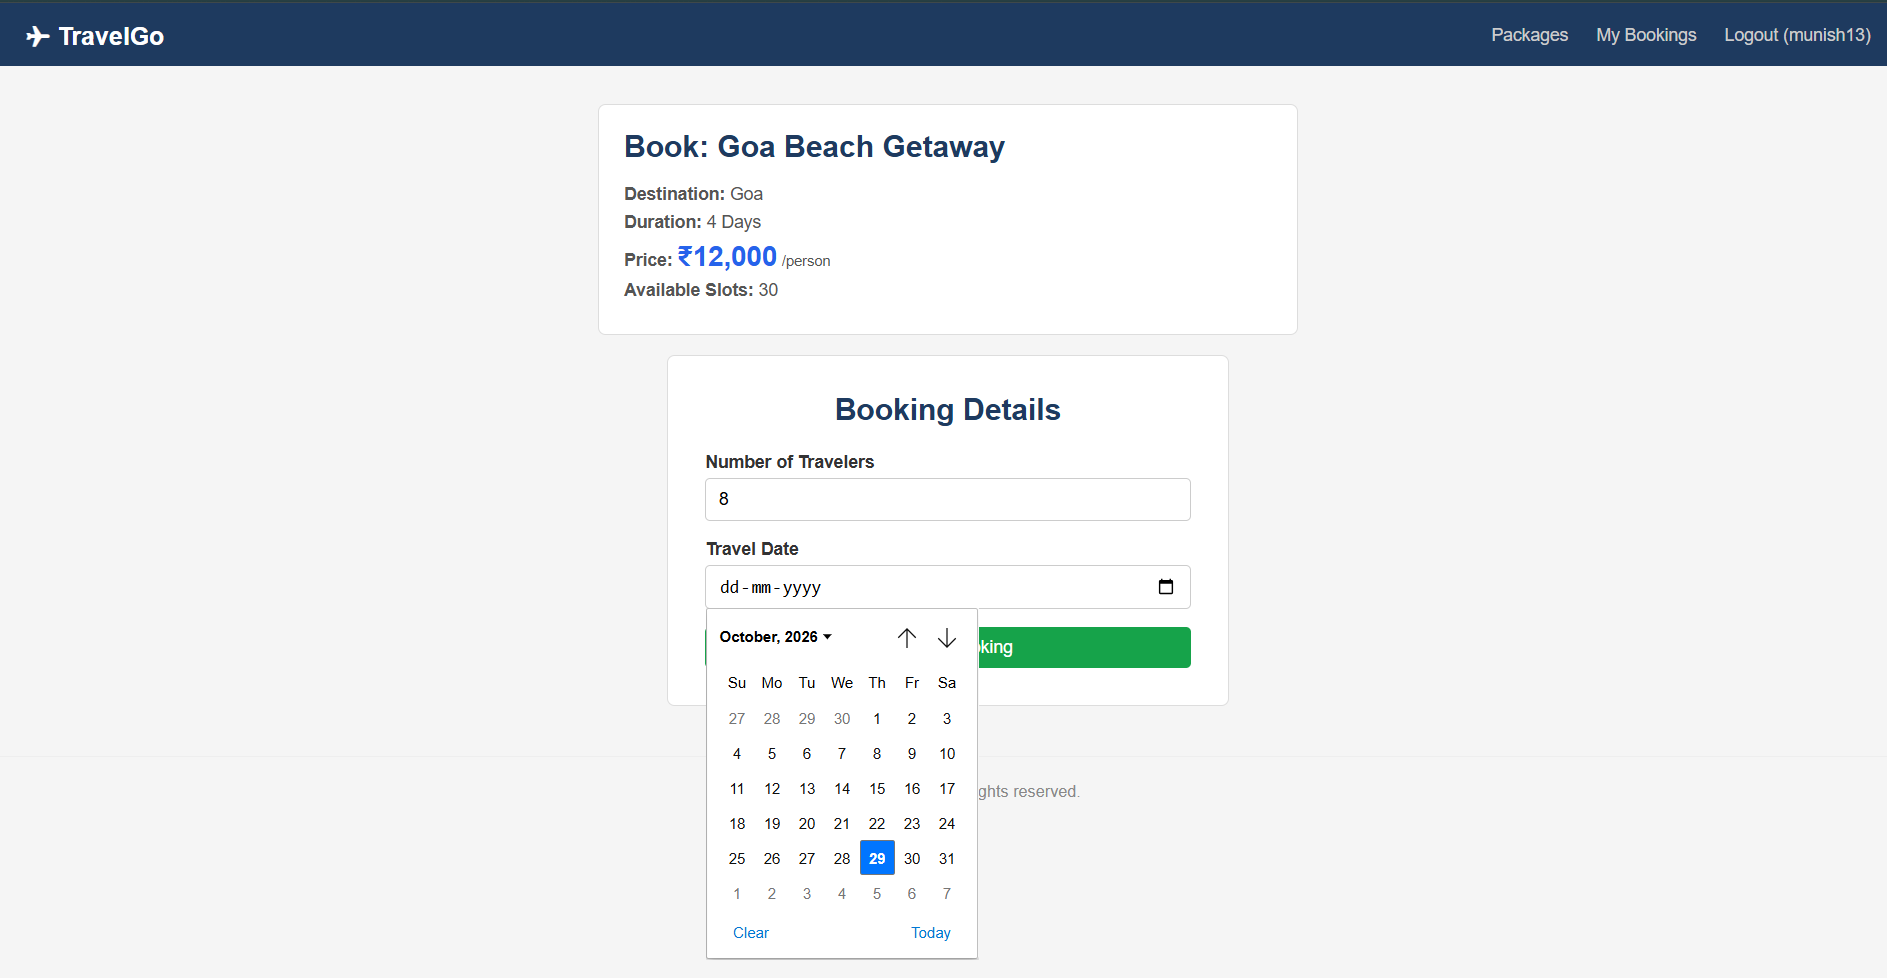 TravelGo
Packages My Bookings Logout (munish13)
Book: Goa Beach Getaway
Destination: Goa
Duration: 4 Days
Price: ₹12,000 /person
Available Slots: 30
Booking Details
Number of Travelers
8
Travel Date
dd-mm-yyyy
October, 2026
Su Mo Tu We Th Fr Sa
27 28 29 30 1 2 3
4 5 6 7 8 9 10
11 12 13 14 15 16 17
18 19 20 21 22 23 24
25 26 27 28 29 30 31
1 2 3 4 5 6 7
Clear Today
king
ghts reserved.